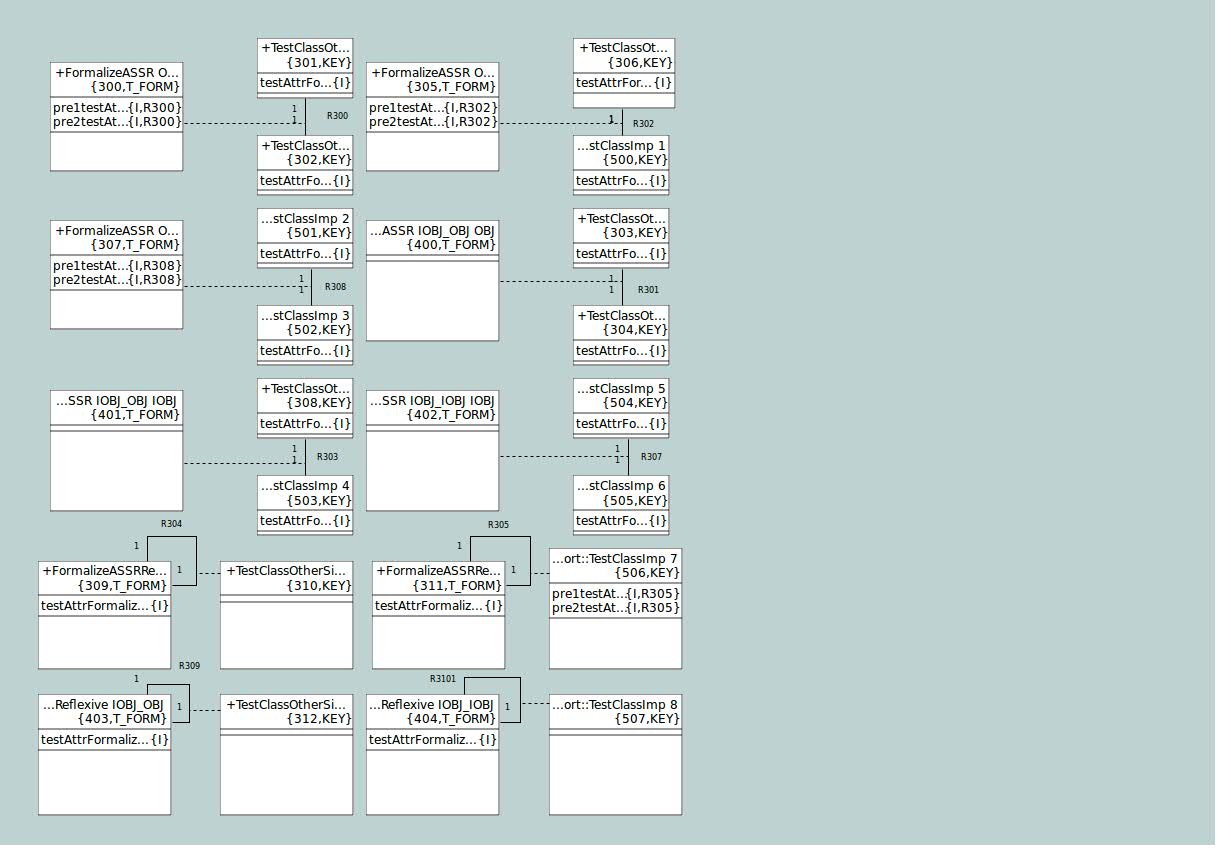 +FormalizeASSR O...
{300,T_FORM}
pre1testAt...{I,R300}
pre2testAt...{I,R300}
+TestClassOt...
{301,KEY}
testAttrFo...{I}
1
1
R300
+TestClassOt...
{302,KEY}
testAttrFo...{I}
+FormalizeASSR O...
{305,T_FORM}
pre1testAt...{I,R302}
pre2testAt...{I,R302}
+TestClassOt...
{306,KEY}
testAttrFor...{I}
1
R302
...stClassImp 1
{500,KEY}
testAttrFo...{I}
+FormalizeASSR O...
{307,T_FORM}
pre1testAt...{I,R308}
pre2testAt...{I,R308}
...stClassImp 2
{501,KEY}
testAttrFo...{I}
1
1
R308
...stClassImp 3
{502,KEY}
testAttrFo...{I}
...ASSR IOBJ_OBJ OBJ
{400,T_FORM}
+TestClassOt...
{303,KEY}
testAttrFo...{I}
1
1
R301
+TestClassOt...
{304,KEY}
testAttrFo...{I}
...SSR IOBJ_OBJ IOBJ
{401,T_FORM}
+TestClassOt...
{308,KEY}
testAttrFo...{I}
1
1
R303
...stClassImp 4
{503,KEY}
testAttrFo...{I}
...SSR IOBJ_IOBJ IOBJ
{402,T_FORM}
...stClassImp 5
{504,KEY}
testAttrFo...{I}
1
1
R307
...stClassImp 6
{505,KEY}
testAttrFo...{I}
R304
1
1
+FormalizeASSRRe...
{309,T_FORM}
testAttrFormaliz...{I}
+TestClassOtherSi...
{310,KEY}
R305
1
1
+FormalizeASSRRe...
{311,T_FORM}
testAttrFormaliz...{I}
...ort::TestClassImp 7
{506,KEY}
pre1testAt...{I,R305}
pre2testAt...{I,R305}
R309
1
1
...Reflexive IOBJ_OBJ
{403,T_FORM}
testAttrFormaliz...{I}
+TestClassOtherSi...
{312,KEY}
R3101
1
...Reflexive IOBJ_IOBJ
{404,T_FORM}
testAttrFormaliz...{I}
...ort::TestClassImp 8
{507,KEY}